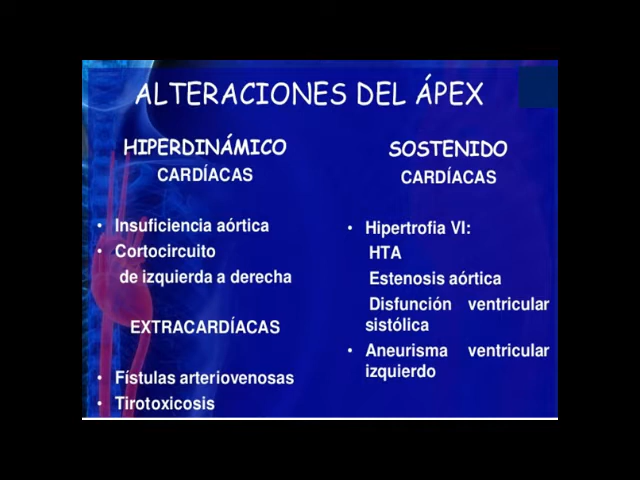 ALTERACIONES DEL ÁPEX
HIPERDINÁMICO
CARDÍACAS
• Insuficiencia aórtica
• Cortocircuito
de izquierda a derecha
EXTRACARDÍACAS
• Fístulas arteriovenosas
• Tirotoxicosis
SOSTENIDO
CARDÍACAS
• Hipertrofia VI:
HTA
Estenosis aórtica
Disfunción ventricular
sistólica
• Aneurisma ventricular
izquierdo